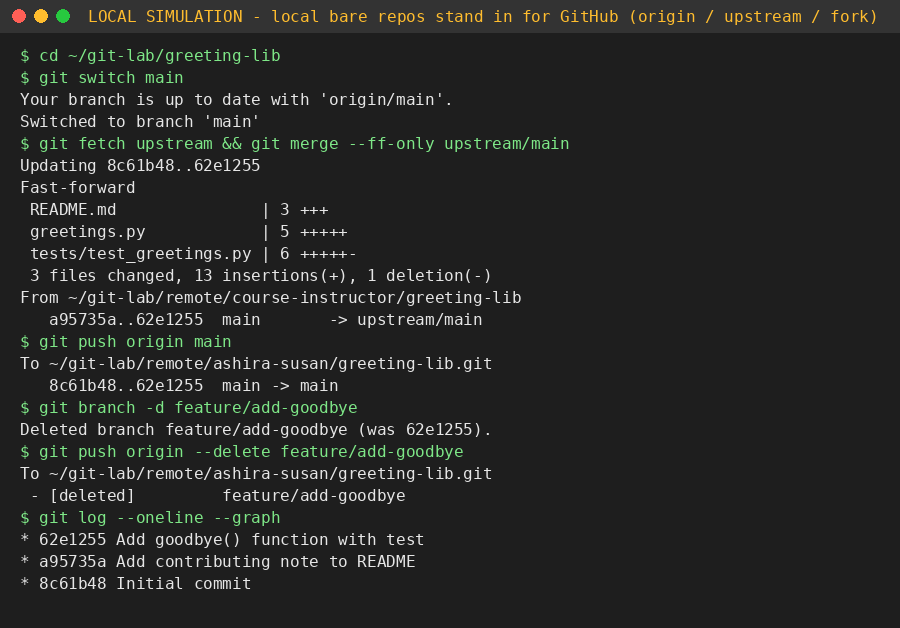 LOCAL SIMULATION - local bare repos stand in for GitHub (origin / upstream / fork)
$ cd ~/git-lab/greeting-lib
$ git switch main
Your branch is up to date with 'origin/main'.
Switched to branch 'main'
$ git fetch upstream && git merge --ff-only upstream/main
Updating 8c61b48..62e1255
Fast-forward
 README.md               | 3 +++
 greetings.py            | 5 +++++
 tests/test_greetings.py | 6 +++++-
 3 files changed, 13 insertions(+), 1 deletion(-)
From ~/git-lab/remote/course-instructor/greeting-lib
   a95735a..62e1255  main       -> upstream/main
$ git push origin main
To ~/git-lab/remote/ashira-susan/greeting-lib.git
   8c61b48..62e1255  main -> main
$ git branch -d feature/add-goodbye
Deleted branch feature/add-goodbye (was 62e1255).
$ git push origin --delete feature/add-goodbye
To ~/git-lab/remote/ashira-susan/greeting-lib.git
 - [deleted]         feature/add-goodbye
$ git log --oneline --graph
* 62e1255 Add goodbye() function with test
* a95735a Add contributing note to README
* 8c61b48 Initial commit